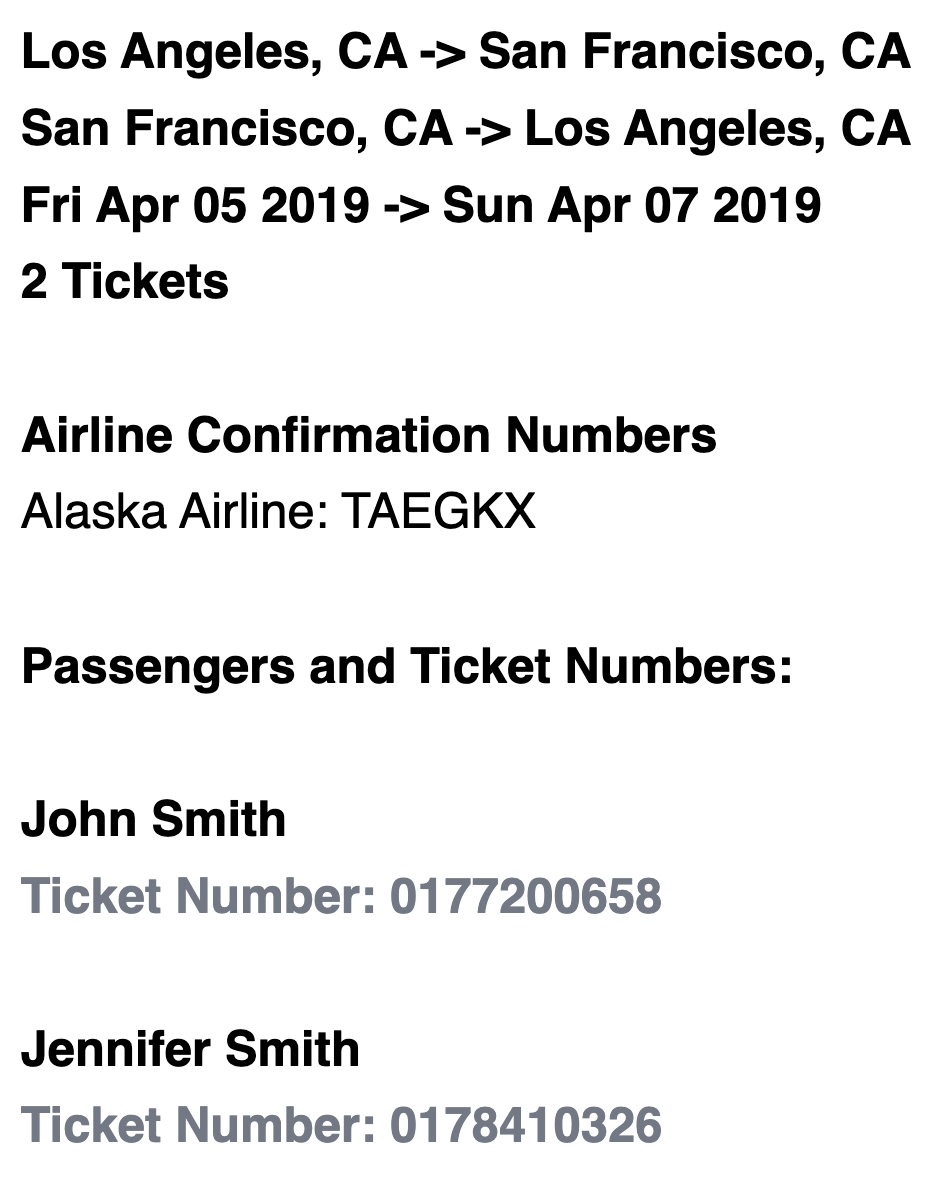 Los Angeles, CA -> San Francisco, CA
San Francisco, CA -> Los Angeles, CA
Fri Apr 05 2019 -> Sun Apr 07 2019
2 Tickets
Airline Confirmation Numbers
Alaska Airline: TAEGKX
Passengers and Ticket Numbers:
John Smith
Ticket Number: 0177200658
Jennifer Smith
Ticket Number: 0178410326